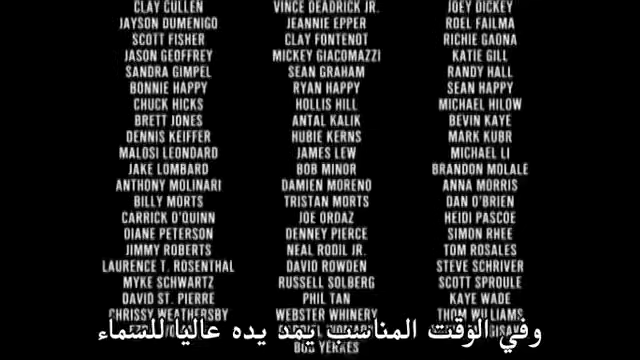 CLAY CULLEN VINCE DEADRICK JR. JOEY DICKEY
JAYSON DUMENIGO JEANNIE EPPER ROEL FAILMA
SCOTT FISHER CLAY FONTENOT RICHIE GAONA
JASON GEOFFREY MICKEY GIACOMAZZI KATIE GILL
SANDRA GIMPEL SEAN GRAHAM RANDY HALL
BONNIE HAPPY RYAN HAPPY SEAN HAPPY
CHUCK HICKS HOLLIS HILL MICHAEL HILOW
BRETT JONES ANTAL KALIK BEVIN KAYE
DENNIS KEIFFER HUBIE KERNS MARK KUBR
MALOSI LEONARD JAMES LEW MICHAEL LI
JAKE LOMBARD BOB MINOR BRANDON MOLALE
ANTHONY MOLINARI DAMIEN MORENO ANNA MORRIS
BILLY MORTS TRISTAN MORTS DAN O'BRIEN
CARRICK O'QUINN JOE ORDAZ HEIDI PASCOE
DIANE PETERSON DENNEY PIERCE SIMON RHEE
JIMMY ROBERTS NEAL RODIL JR. TOM ROSALES
LAURENCE T. ROSENTHAL DAVID ROWDEN STEVE SCHRIVER
MYKE SCHWARTZ RUSSELL SOLBERG SCOTT SPROULE
DAVID ST. PIERRE PHIL TAN KAYE WADE
CHRISSY WEATHERSBY WEBSTER WHINERY THOM WILLIAMS
وفي الوقت المناسب يمد يده عاليا للسماء
BOB YERKES